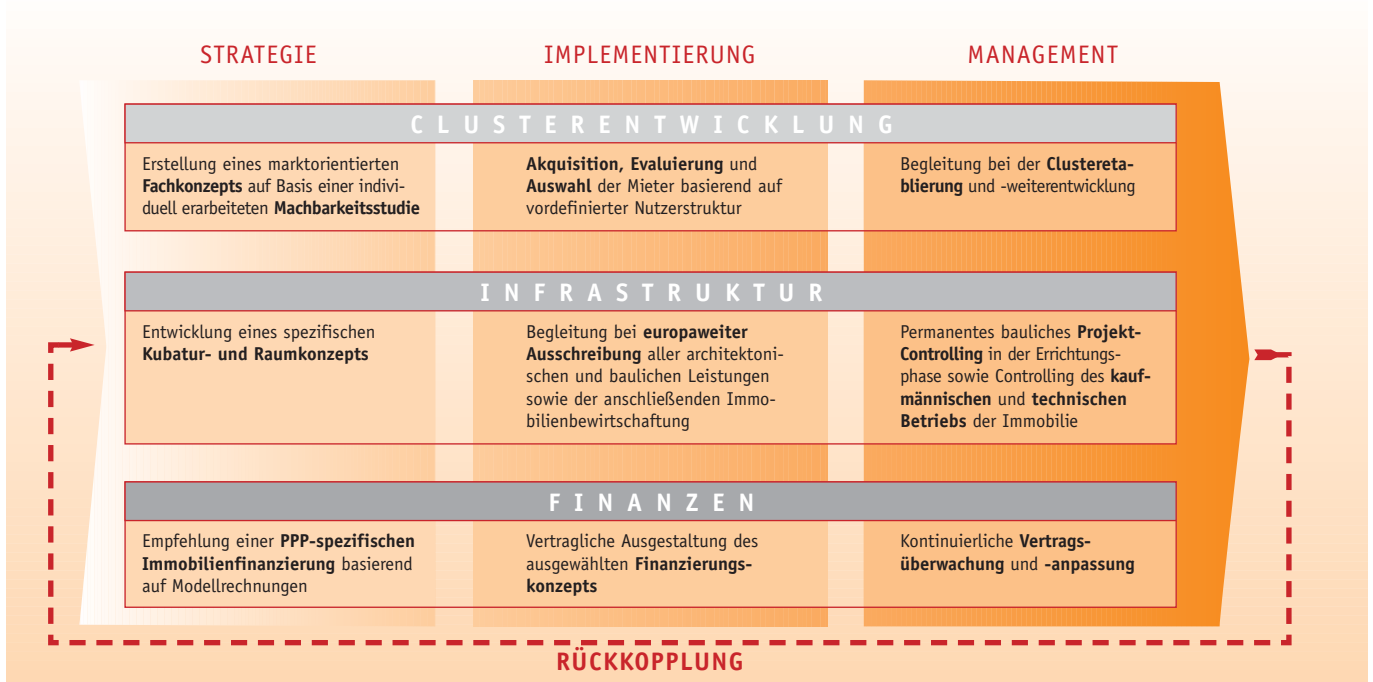 STRATEGIE
IMPLEMENTIERUNG
MANAGEMENT
CLUSTERENTWICKLUNG
Erstellung eines marktorientierten
Fachkonzepts auf Basis einer indivi-
duell erarbeiteten Machbarkeitsstudie
Akquisition, Evaluierung und
Auswahl der Mieter basierend auf
vordefinierter Nutzerstruktur
Begleitung bei der Clustereta-
blierung und -weiterentwicklung
INFRASTRUKTUR
Entwicklung eines spezifischen
Kubatur- und Raumkonzepts
Begleitung bei europaweiter
Ausschreibung aller architektoni-
schen und baulichen Leistungen
sowie der anschließenden Immo-
bilienbewirtschaftung
Permanentes bauliches Projekt-
Controlling in der Errichtungs-
phase sowie Controlling des kauf-
männischen und technischen
Betriebs der Immobilie
FINANZEN
Empfehlung einer PPP-spezifischen
Immobilienfinanzierung basierend
auf Modellrechnungen
Vertragliche Ausgestaltung des
ausgewählten Finanzierungs-
konzepts
Kontinuierliche Vertrags-
überwachung und -anpassung
RÜCKKOPPLUNG